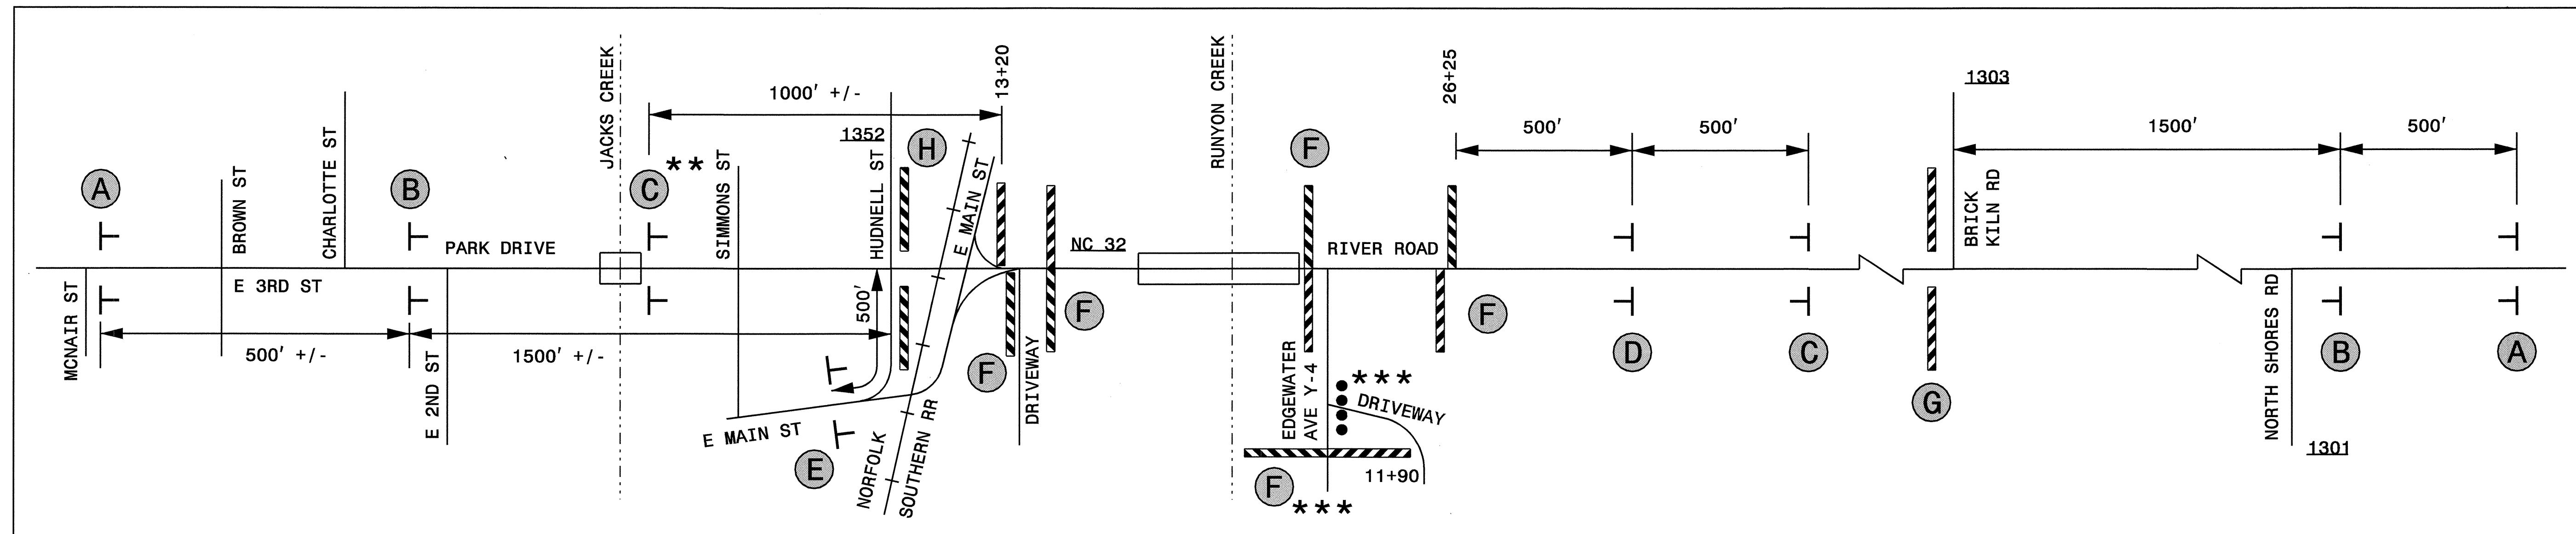 A
MCNAIR ST
BROWN ST
E 3RD ST
CHARLOTTE ST
B
500' +/-
E 2ND ST
PARK DRIVE
1500' +/-
JACKS CREEK
C **
1000' +/-
SIMMONS ST
1352
HUDNELL ST
500'
E MAIN ST
E
H
NORFOLK
SOUTHERN RR
E MAIN ST
13+20
F
DRIVEWAY
F
NC 32
RUNYON CREEK
F
RIVER ROAD
EDGEWATER
AVE Y-4
***
DRIVEWAY
11+90
F
***
26+25
F
500'
D
500'
C
G
1303
BRICK
KILN RD
1500'
NORTH SHORES RD
1301
B
500'
A